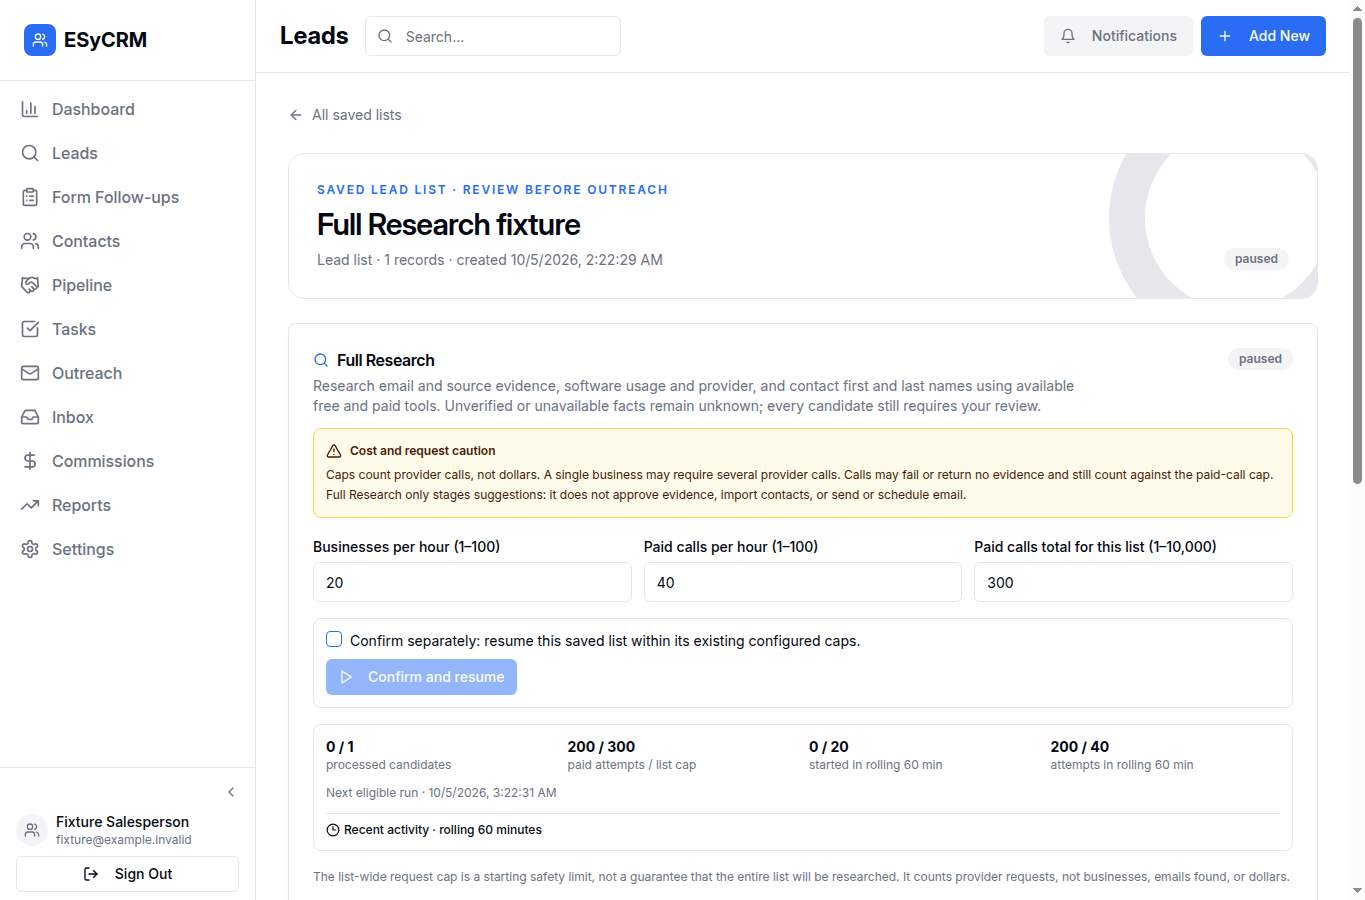 ESyCRM
Leads
Search...
Notifications
Add New
Dashboard
Leads
Form Follow-ups
Contacts
Pipeline
Tasks
Outreach
Inbox
Commissions
Reports
Settings
Fixture Salesperson
fixture@example.invalid
Sign Out
All saved lists
SAVED LEAD LIST · REVIEW BEFORE OUTREACH
Full Research fixture
Lead list · 1 records · created 10/5/2026, 2:22:29 AM
paused
Full Research
paused
Research email and source evidence, software usage and provider, and contact first and last names using available
free and paid tools. Unverified or unavailable facts remain unknown; every candidate still requires your review.
Cost and request caution
Caps count provider calls, not dollars. A single business may require several provider calls. Calls may fail or return no evidence and still count against the paid-call cap.
Full Research only stages suggestions: it does not approve evidence, import contacts, or send or schedule email.
Businesses per hour (1–100)
20
Paid calls per hour (1–100)
40
Paid calls total for this list (1–10,000)
300
Confirm separately: resume this saved list within its existing configured caps.
Confirm and resume
0 / 1
processed candidates
200 / 300
paid attempts / list cap
0 / 20
started in rolling 60 min
200 / 40
attempts in rolling 60 min
Next eligible run · 10/5/2026, 3:22:31 AM
Recent activity · rolling 60 minutes
The list-wide request cap is a starting safety limit, not a guarantee that the entire list will be researched. It counts provider requests, not businesses, emails found, or dollars.